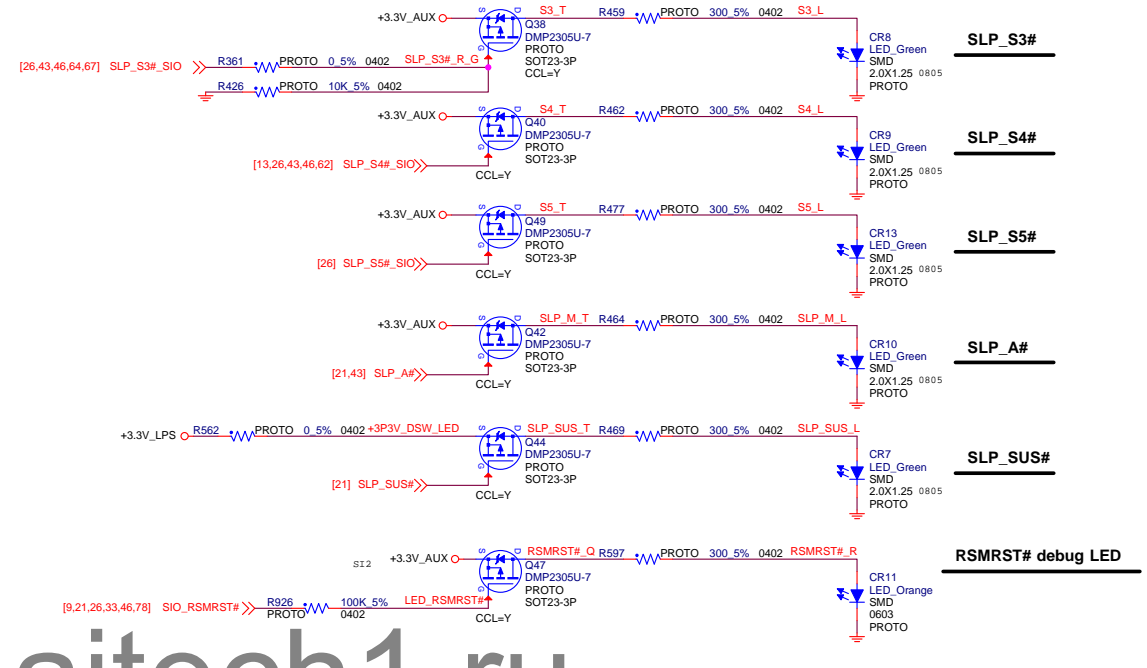 +3.3V_AUX S S3_T D R459 PROTO 300_5% 0402 S3_L
Q38
DMP2305U-7
PROTO
SOT23-3P
CCL=Y
G
[26,43,46,64,67] SLP_S3#_SIO R361 PROTO 0_5% 0402 SLP_S3#_R_G
R426 PROTO 10K_5% 0402
CR8
LED_Green
SMD
2.0X1.25 0805
PROTO
SLP_S3#
+3.3V_AUX S S4_T D R462 PROTO 300_5% 0402 S4_L
Q40
DMP2305U-7
PROTO
SOT23-3P
G
[13,26,43,46,62] SLP_S4#_SIO
CCL=Y
CR9
LED_Green
SMD
2.0X1.25 0805
PROTO
SLP_S4#
+3.3V_AUX S S5_T D R477 PROTO 300_5% 0402 S5_L
Q49
DMP2305U-7
PROTO
SOT23-3P
G
[26] SLP_S5#_SIO
CCL=Y
CR13
LED_Green
SMD
2.0X1.25 0805
PROTO
SLP_S5#
+3.3V_AUX S D SLP_M_T R464 PROTO 300_5% 0402 SLP_M_L
Q42
DMP2305U-7
PROTO
SOT23-3P
G
[21,43] SLP_A#
CCL=Y
CR10
LED_Green
SMD
2.0X1.25 0805
PROTO
SLP_A#
+3.3V_LPS R562 PROTO 0_5% 0402 +3P3V_DSW_LED S D SLP_SUS_T R469 PROTO 300_5% 0402 SLP_SUS_L
Q44
DMP2305U-7
PROTO
SOT23-3P
G
[21] SLP_SUS#
CCL=Y
CR7
LED_Green
SMD
2.0X1.25 0805
PROTO
SLP_SUS#
SI2 +3.3V_AUX S D RSMRST#_Q R597 PROTO 300_5% 0402 RSMRST#_R
Q47
DMP2305U-7
PROTO
SOT23-3P
G
[9,21,26,33,46,78] SIO_RSMRST# R926 100K_5% LED_RSMRST#
PROTO 0402
CCL=Y
CR11
LED_Orange
SMD
0603
PROTO
RSMRST# debug LED
aitech1.ru